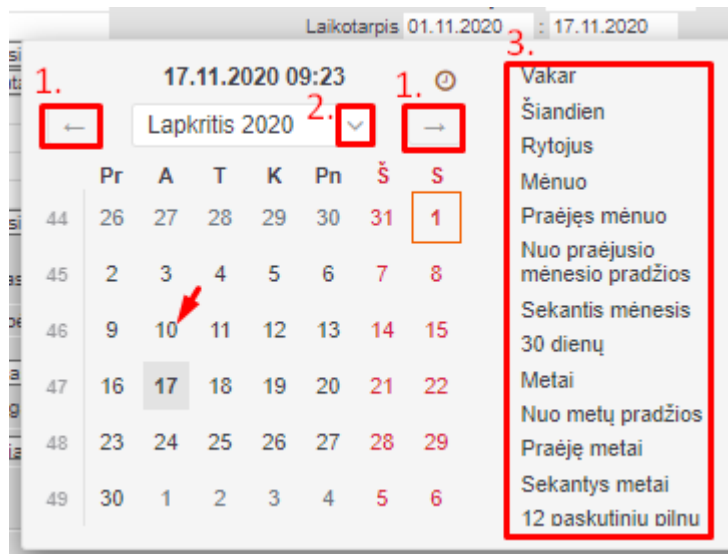 Laikotarpis 01.11.2020 : 17.11.2020
3.
1.
17.11.2020 09:23
1.
2.
← Lapkritis 2020 →
Pr A T K Pn Š S
44 26 27 28 29 30 31 1
45 2 3 4 5 6 7 8
46 9 10 11 12 13 14 15
47 16 17 18 19 20 21 22
48 23 24 25 26 27 28 29
49 30 1 2 3 4 5 6
Vakar
Šiandien
Rytojus
Mėnuo
Praėjęs mėnuo
Nuo praėjusio
mėnesio pradžios
Sekantis mėnesis
30 dienų
Metai
Nuo metų pradžios
Praėję metai
Sekantys metai
12 paskutinių pilnų